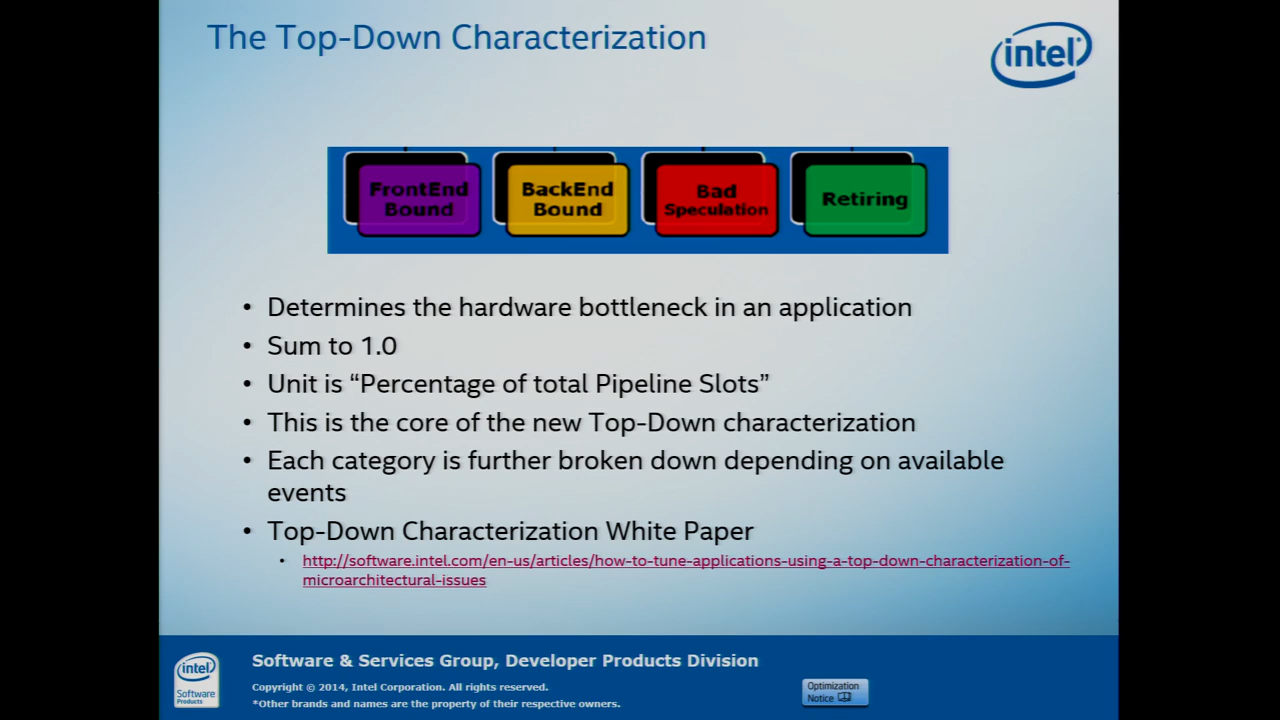 The Top-Down Characterization
intel
FrontEnd
Bound
BackEnd
Bound
Bad
Speculation
Retiring
• Determines the hardware bottleneck in an application
• Sum to 1.0
• Unit is “Percentage of total Pipeline Slots”
• This is the core of the new Top-Down characterization
• Each category is further broken down depending on available
events
• Top-Down Characterization White Paper
• http://software.intel.com/en-us/articles/how-to-tune-applications-using-a-top-down-characterization-of-
microarchitectural-issues
intel
Software
Products
Software & Services Group, Developer Products Division
Copyright © 2014, Intel Corporation. All rights reserved.
*Other brands and names are the property of their respective owners.
Optimization
Notice